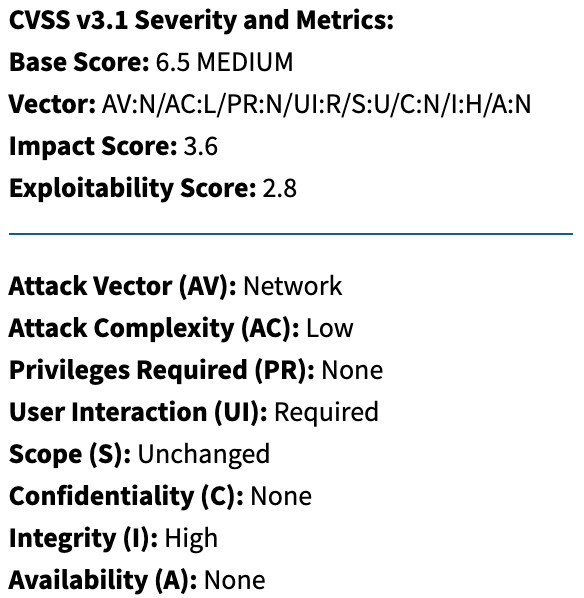 CVSS v3.1 Severity and Metrics:
Base Score: 6.5 MEDIUM
Vector: AV:N/AC:L/PR:N/UI:R/S:U/C:N/I:H/A:N
Impact Score: 3.6
Exploitability Score: 2.8
Attack Vector (AV): Network
Attack Complexity (AC): Low
Privileges Required (PR): None
User Interaction (UI): Required
Scope (S): Unchanged
Confidentiality (C): None
Integrity (I): High
Availability (A): None